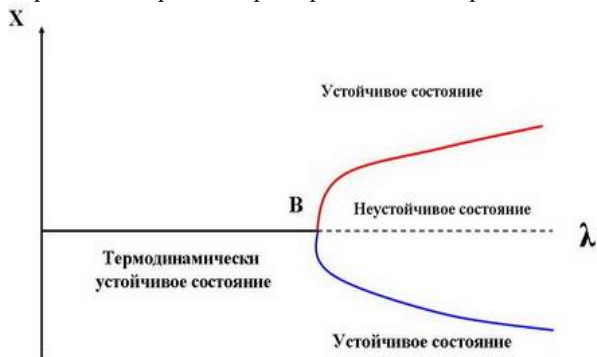 X
Устойчивое состояние
B
Неустойчивое состояние
λ
Термодинамически
устойчивое состояние
Устойчивое состояние